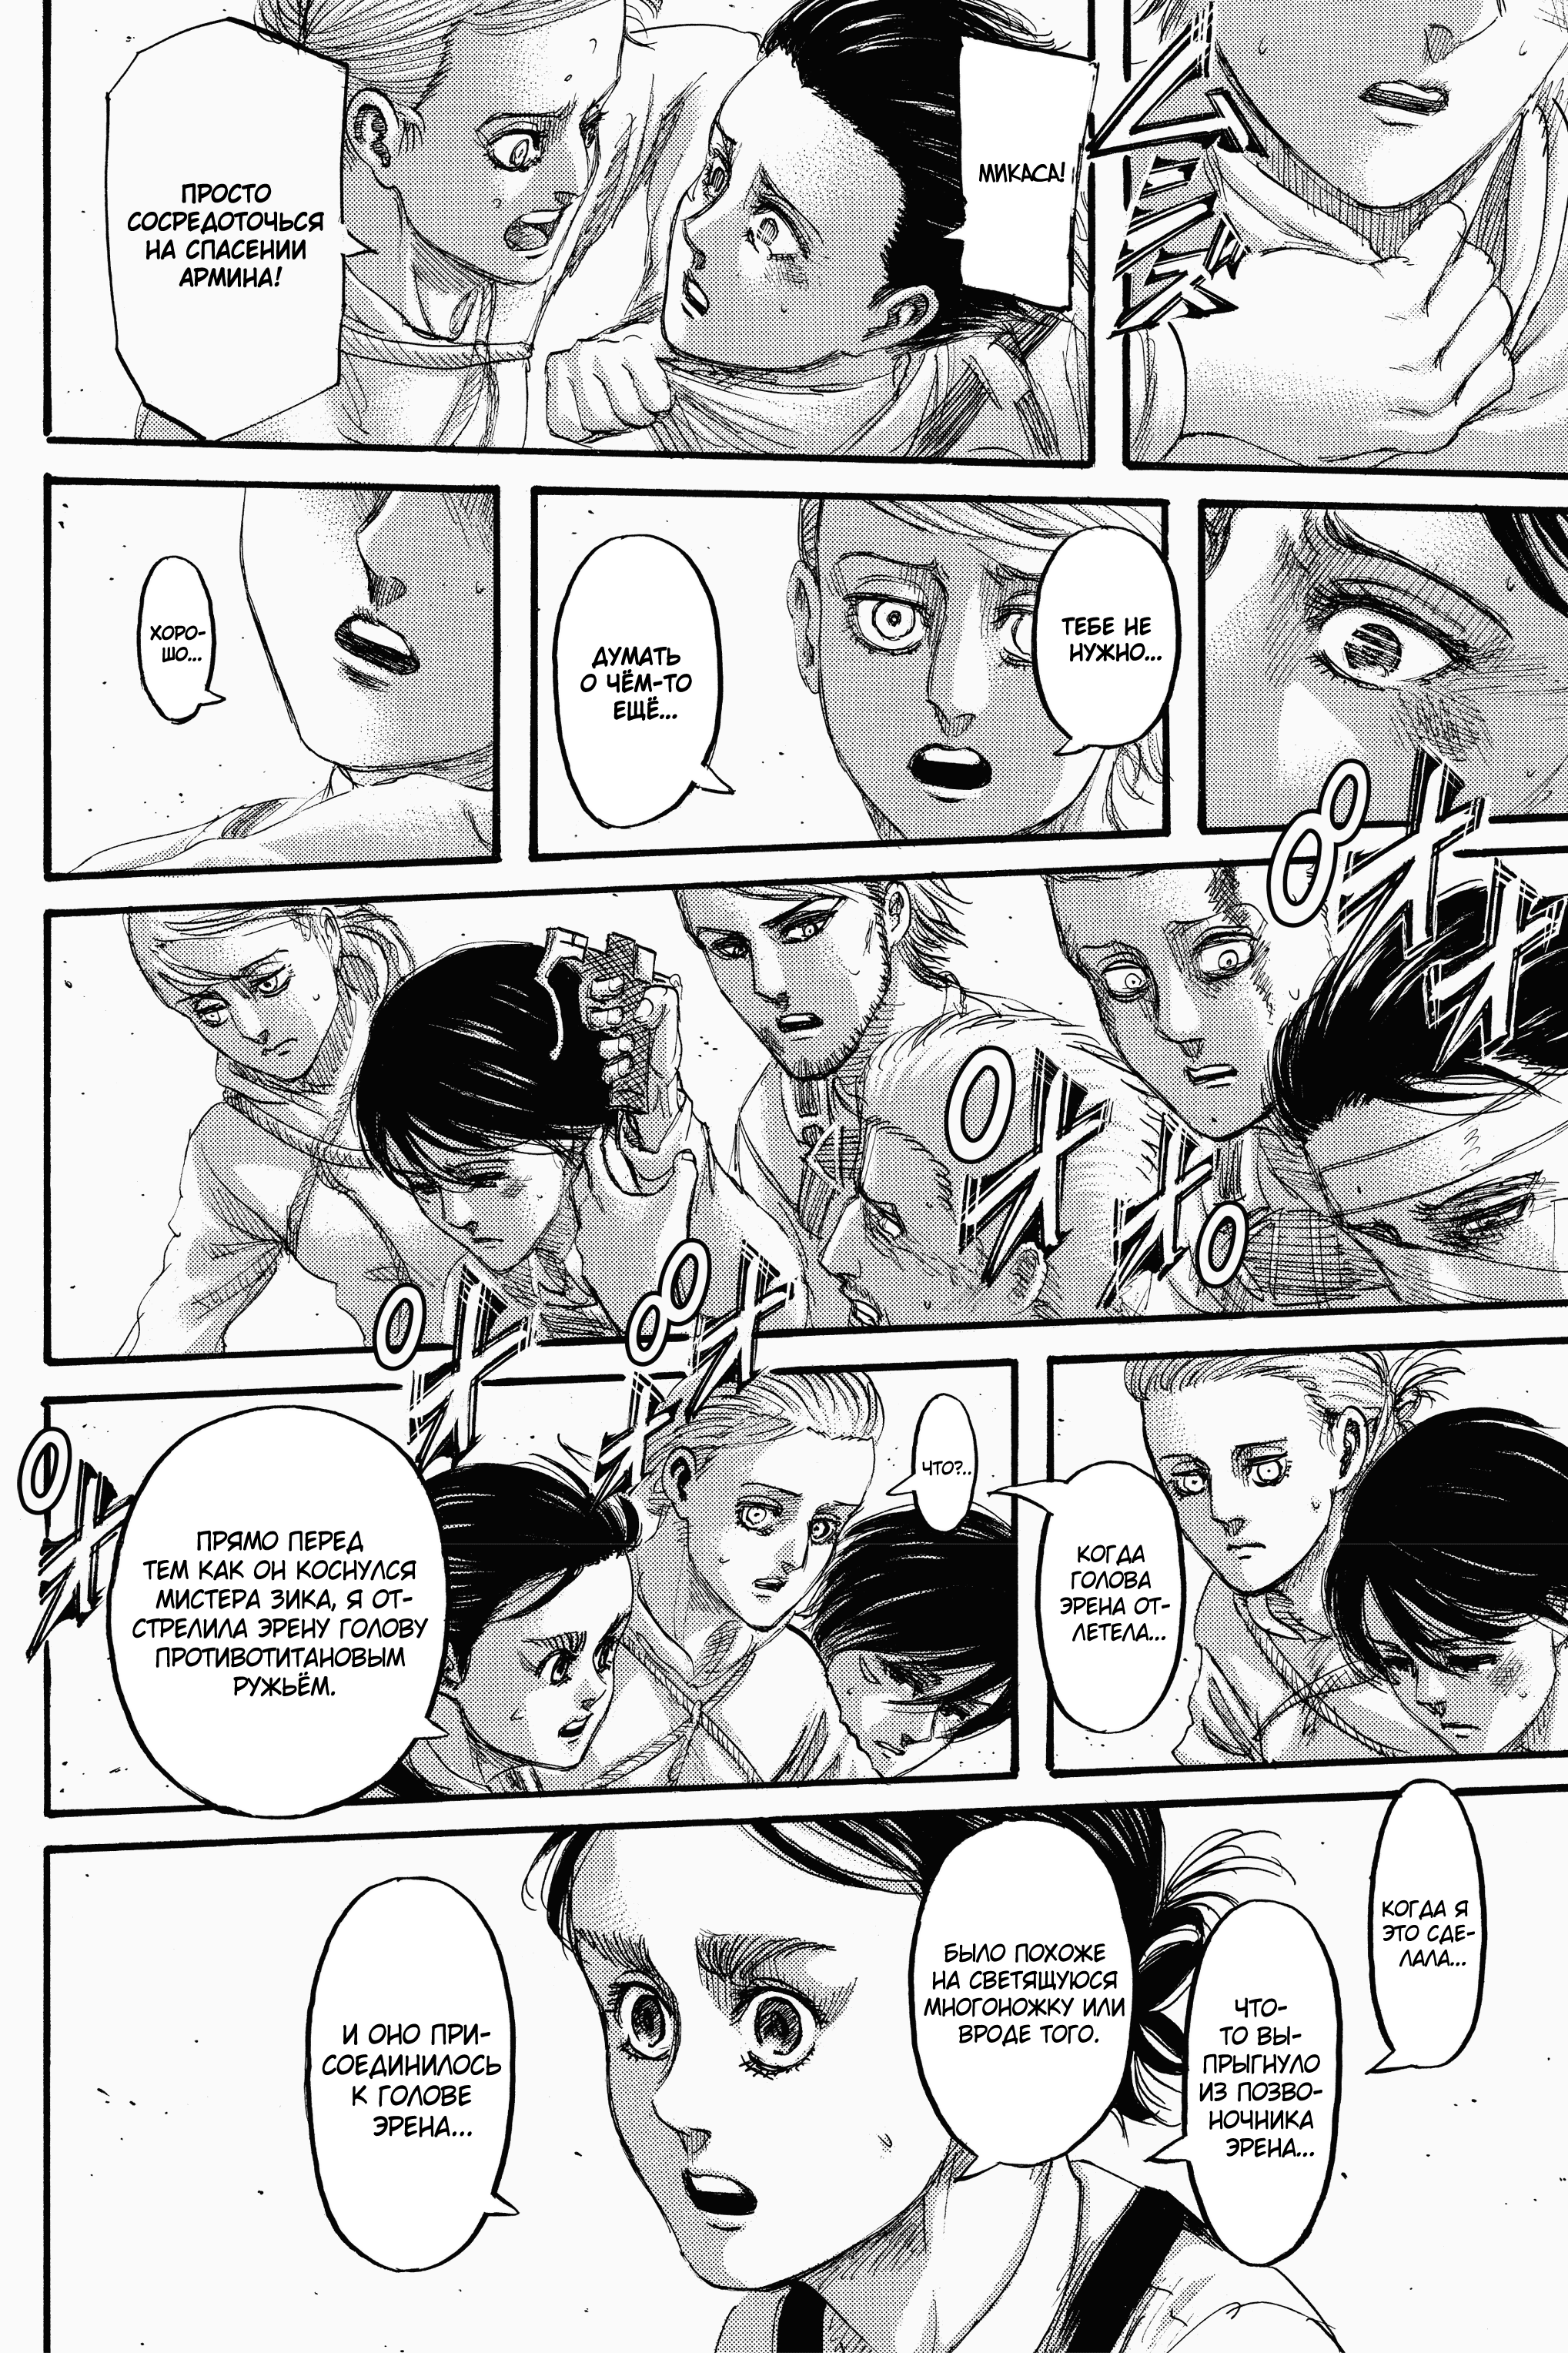 МИКАСА!
ПРОСТО
СОСРЕДОТОЧЬСЯ
НА СПАСЕНИИ
АРМИНА!
ТЕБЕ НЕ
НУЖНО...
ДУМАТЬ
О ЧЁМ-ТО
ЕЩЁ...
ХОРО-
ШО...
КОГДА
ГОЛОВА
ЭРЕНА ОТ-
ЛЕТЕЛА...
ЧТО?..
ПРЯМО ПЕРЕД
ТЕМ КАК ОН КОСНУЛСЯ
МИСТЕРА ЗИКА, Я ОТ-
СТРЕЛИЛА ЭРЕНУ ГОЛОВУ
ПРОТИВОТИТАНОВЫМ
РУЖЬЁМ.
КОГДА Я
ЭТО СДЕ-
ЛАЛА...
ЧТО-
ТО ВЫ-
ПРЫГНУЛО
ИЗ ПОЗВО-
НОЧНИКА
ЭРЕНА...
БЫЛО ПОХОЖЕ
НА СВЕТЯЩУЮСЯ
МНОГОНОЖКУ ИЛИ
ВРОДЕ ТОГО.
И ОНО ПРИ-
СОЕДИНИЛОСЬ
К ГОЛОВЕ
ЭРЕНА...